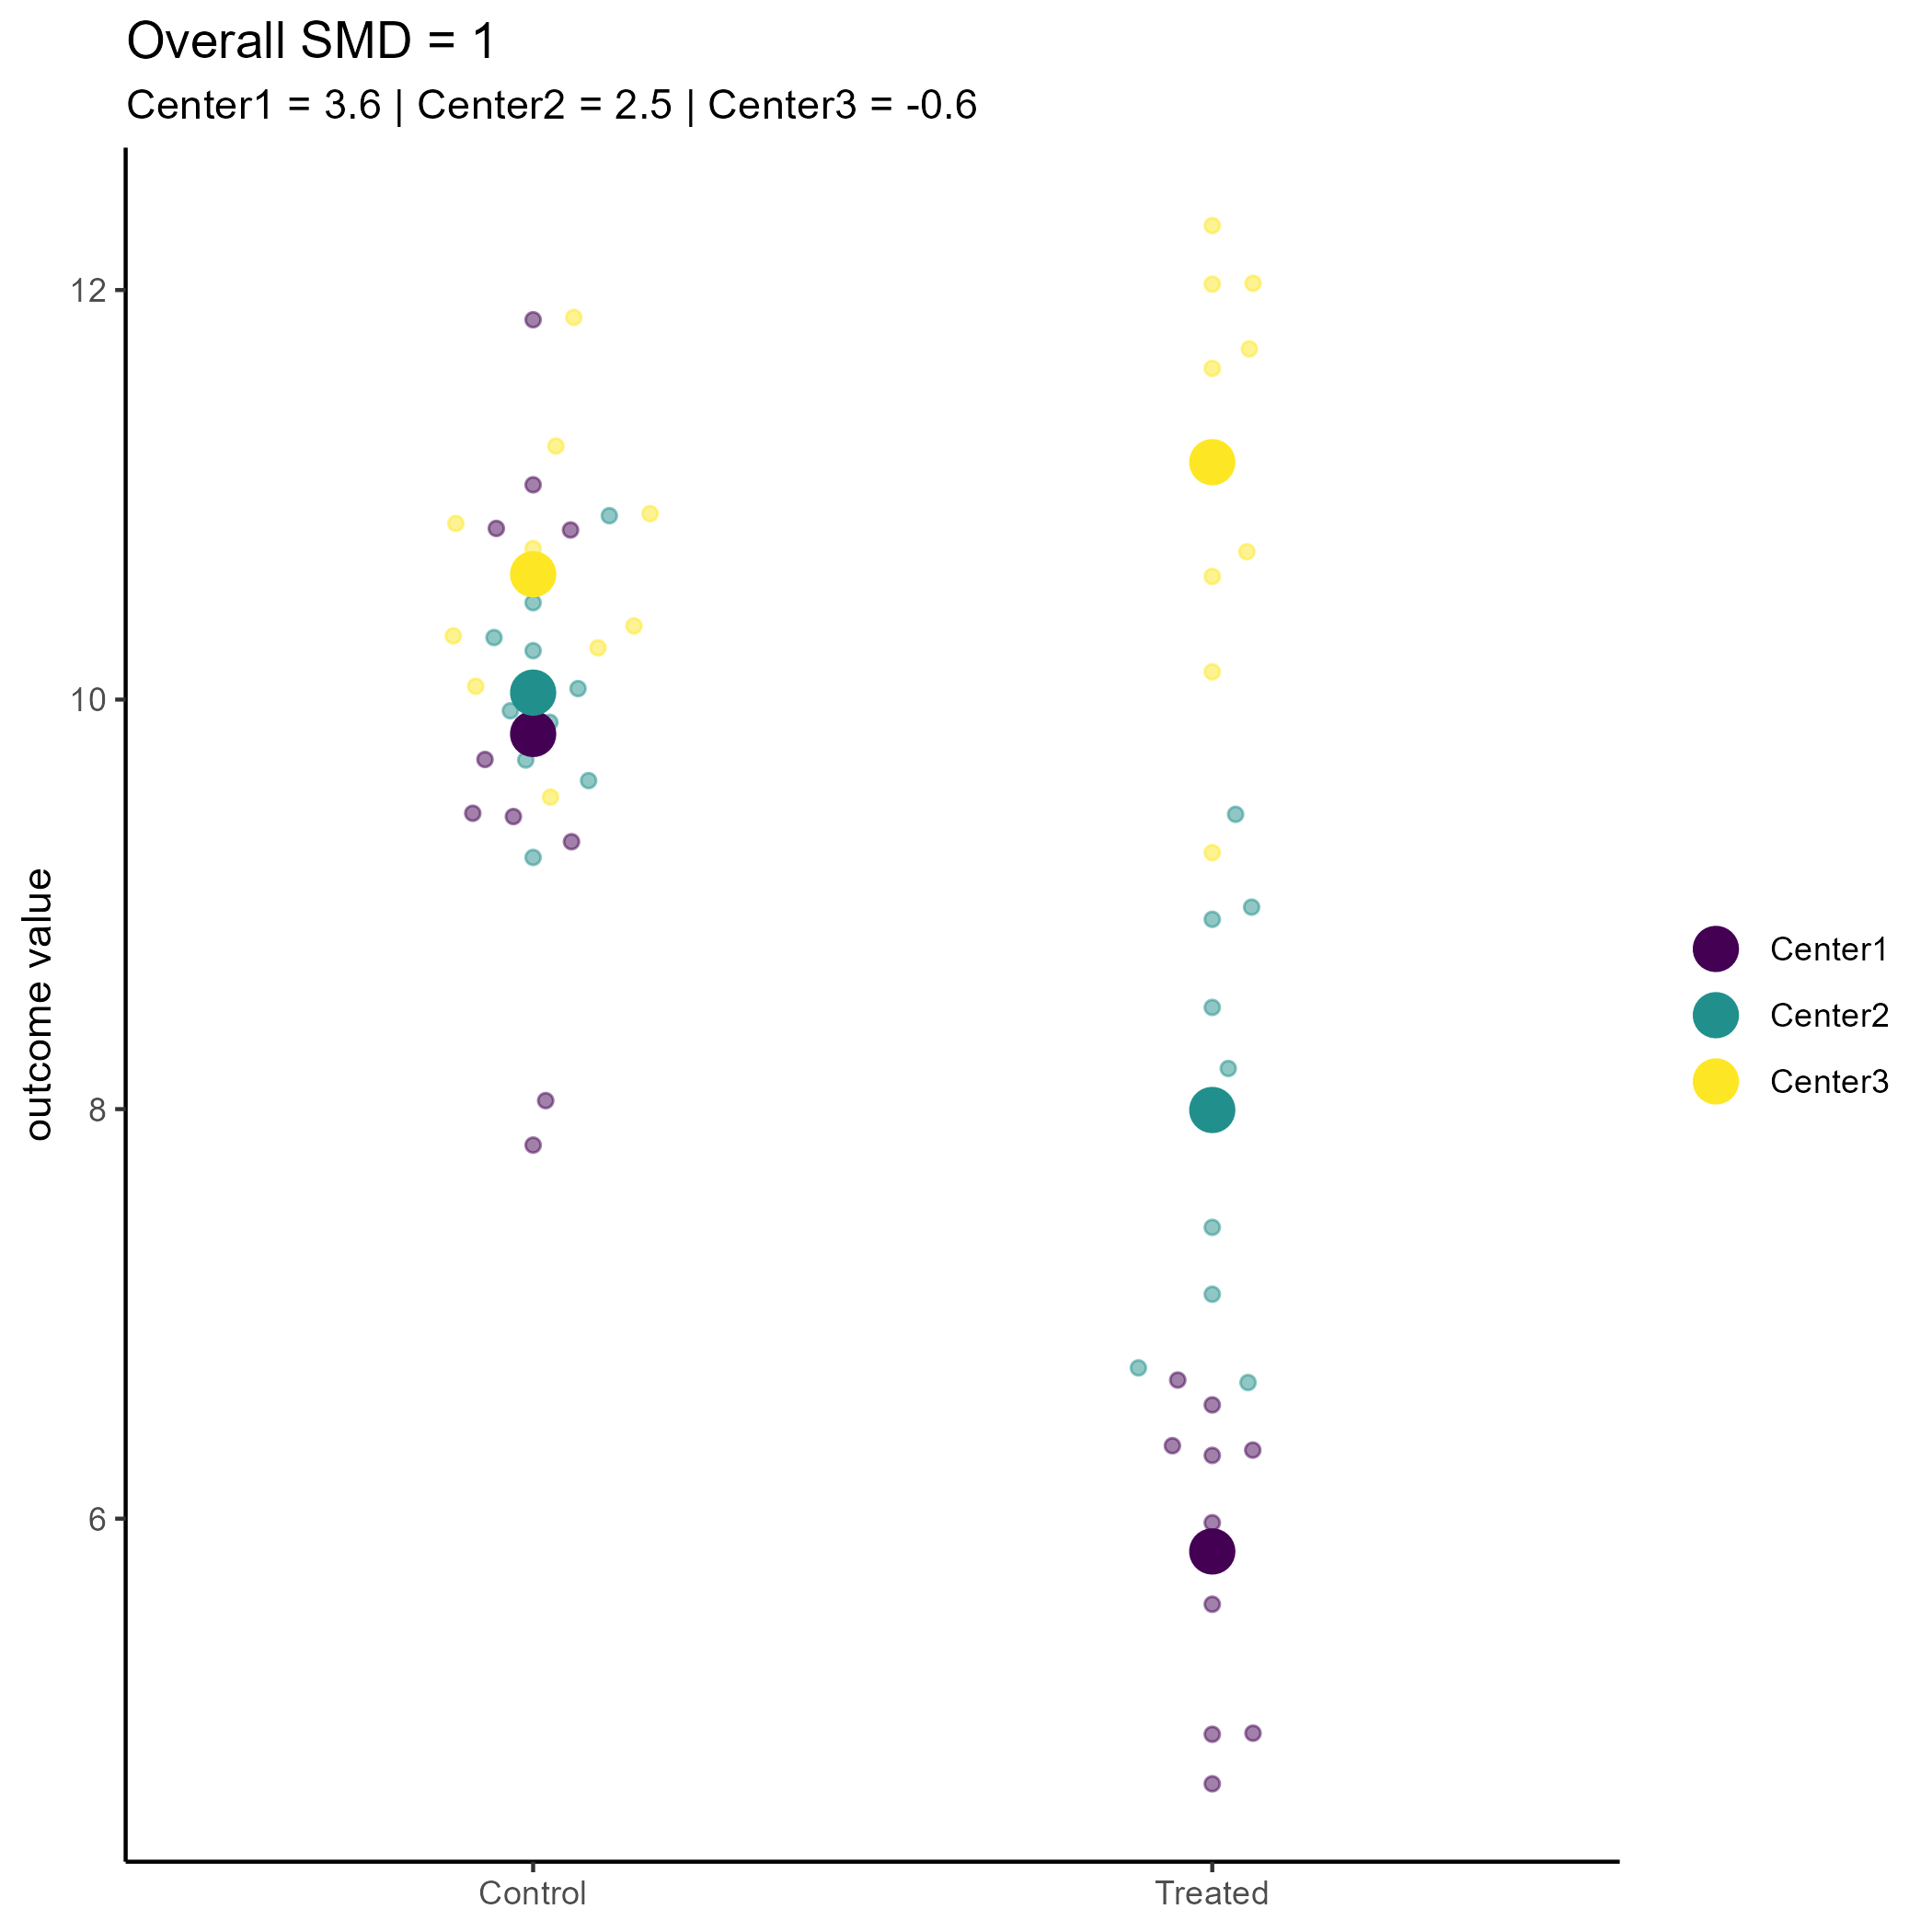 Overall SMD = 1
Center1 = 3.6 | Center2 = 2.5 | Center3 = -0.6
12
10
8
6
outcome value
Control
Treated
Center1
Center2
Center3